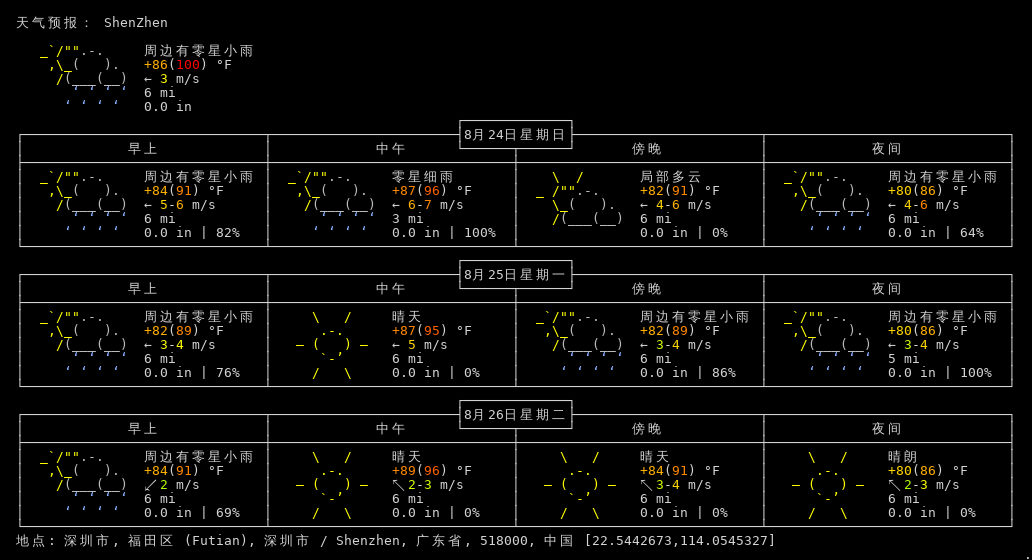 天气预报： ShenZhen
周边有零星小雨
+86(100) °F
← 3 m/s
6 mi
0.0 in
8月24日星期日
早上 中午 傍晚 夜间
周边有零星小雨 零星细雨 局部多云 周边有零星小雨
+84(91) °F +87(96) °F +82(91) °F +80(86) °F
← 5-6 m/s ← 6-7 m/s ← 4-6 m/s ← 4-6 m/s
6 mi 3 mi 6 mi 6 mi
0.0 in | 82% 0.0 in | 100% 0.0 in | 0% 0.0 in | 64%
8月25日星期一
早上 中午 傍晚 夜间
周边有零星小雨 晴天 周边有零星小雨 周边有零星小雨
+82(89) °F +87(95) °F +82(89) °F +80(86) °F
← 3-4 m/s ← 5 m/s ← 3-4 m/s ← 3-4 m/s
6 mi 6 mi 6 mi 5 mi
0.0 in | 76% 0.0 in | 0% 0.0 in | 86% 0.0 in | 100%
8月26日星期二
早上 中午 傍晚 夜间
周边有零星小雨 晴天 晴天 晴朗
+84(91) °F +89(96) °F +84(91) °F +80(86) °F
↙ 2 m/s ↖ 2-3 m/s ↖ 3-4 m/s ↖ 2-3 m/s
6 mi 6 mi 6 mi 6 mi
0.0 in | 69% 0.0 in | 0% 0.0 in | 0% 0.0 in | 0%
地点: 深圳市, 福田区 (Futian), 深圳市 / Shenzhen, 广东省, 518000, 中国 [22.5442673,114.0545327]